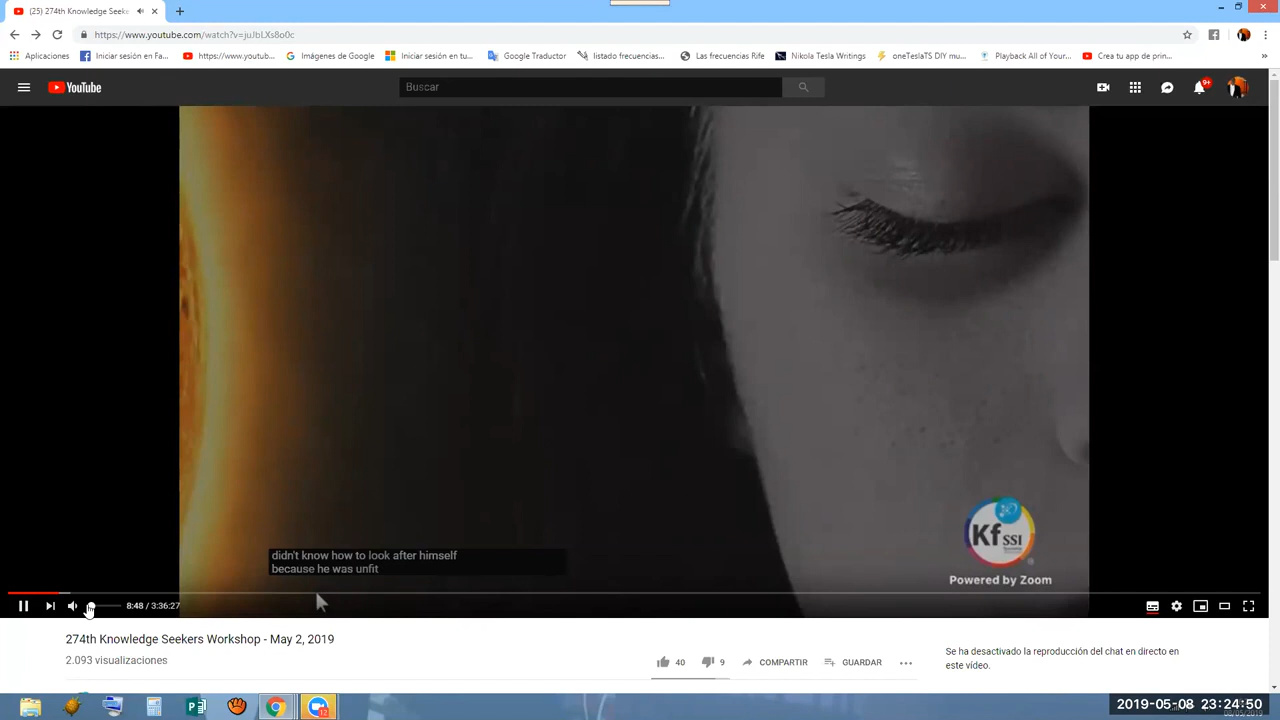 (25) 274th Knowledge Seeke
https://www.youtube.com/watch?v=juJbLXs8o0c
Aplicaciones
Iniciar sesión en Fa...
https://www.youtub...
Imágenes de Google
Iniciar sesión en tu...
Google Traductor
listado frecuencias...
Las frecuencias Rife
Nikola Tesla Writings
oneTeslaTS DIY mu...
Playback All of Your...
Crea tu app de prin...
YouTube
Buscar
9+
Kf SSI
Powered by Zoom
didn't know how to look after himself
because he was unfit
8:48 / 3:36:27
274th Knowledge Seekers Workshop - May 2, 2019
2.093 visualizaciones
40
9
COMPARTIR
GUARDAR
Se ha desactivado la reproducción del chat en directo en
este vídeo.
2019-05-08 23:24:50